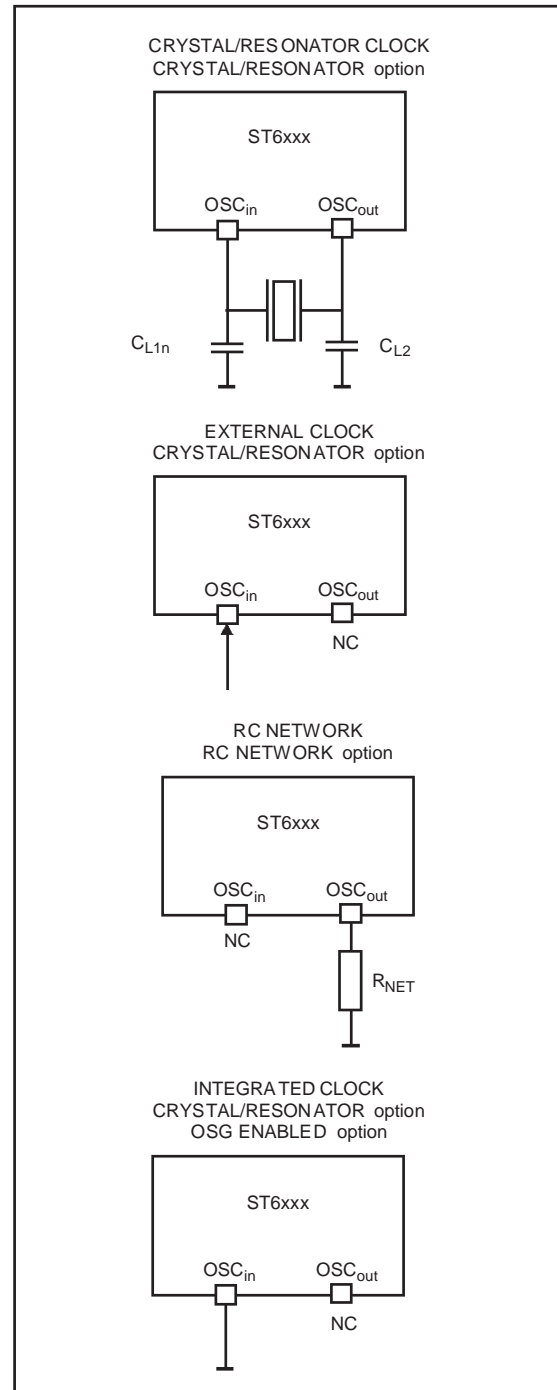 CRYSTAL/RESONATOR CLOCK
CRYSTAL/RESONATOR option
ST6xxx
OSCin OSCout
CL1n CL2
EXTERNAL CLOCK
CRYSTAL/RESONATOR option
ST6xxx
OSCin OSCout
NC
RC NETWORK
RC NETWORK option
ST6xxx
OSCin OSCout
NC
RNET
INTEGRATED CLOCK
CRYSTAL/RESONATOR option
OSG ENABLED option
ST6xxx
OSCin OSCout
NC